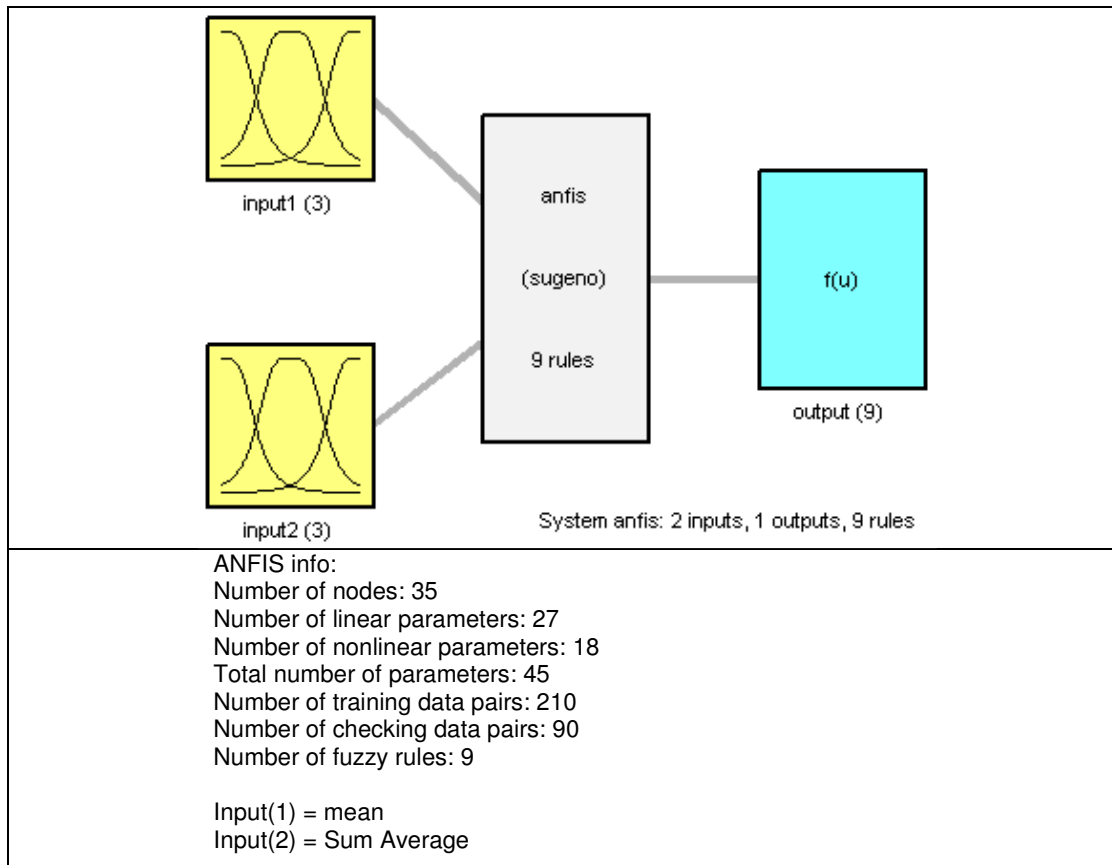 input1 (3)
anfis
(sugeno)
9 rules
f(u)
output (9)
input2 (3)
System anfis: 2 inputs, 1 outputs, 9 rules
ANFIS info:
Number of nodes: 35
Number of linear parameters: 27
Number of nonlinear parameters: 18
Total number of parameters: 45
Number of training data pairs: 210
Number of checking data pairs: 90
Number of fuzzy rules: 9
Input(1) = mean
Input(2) = Sum Average